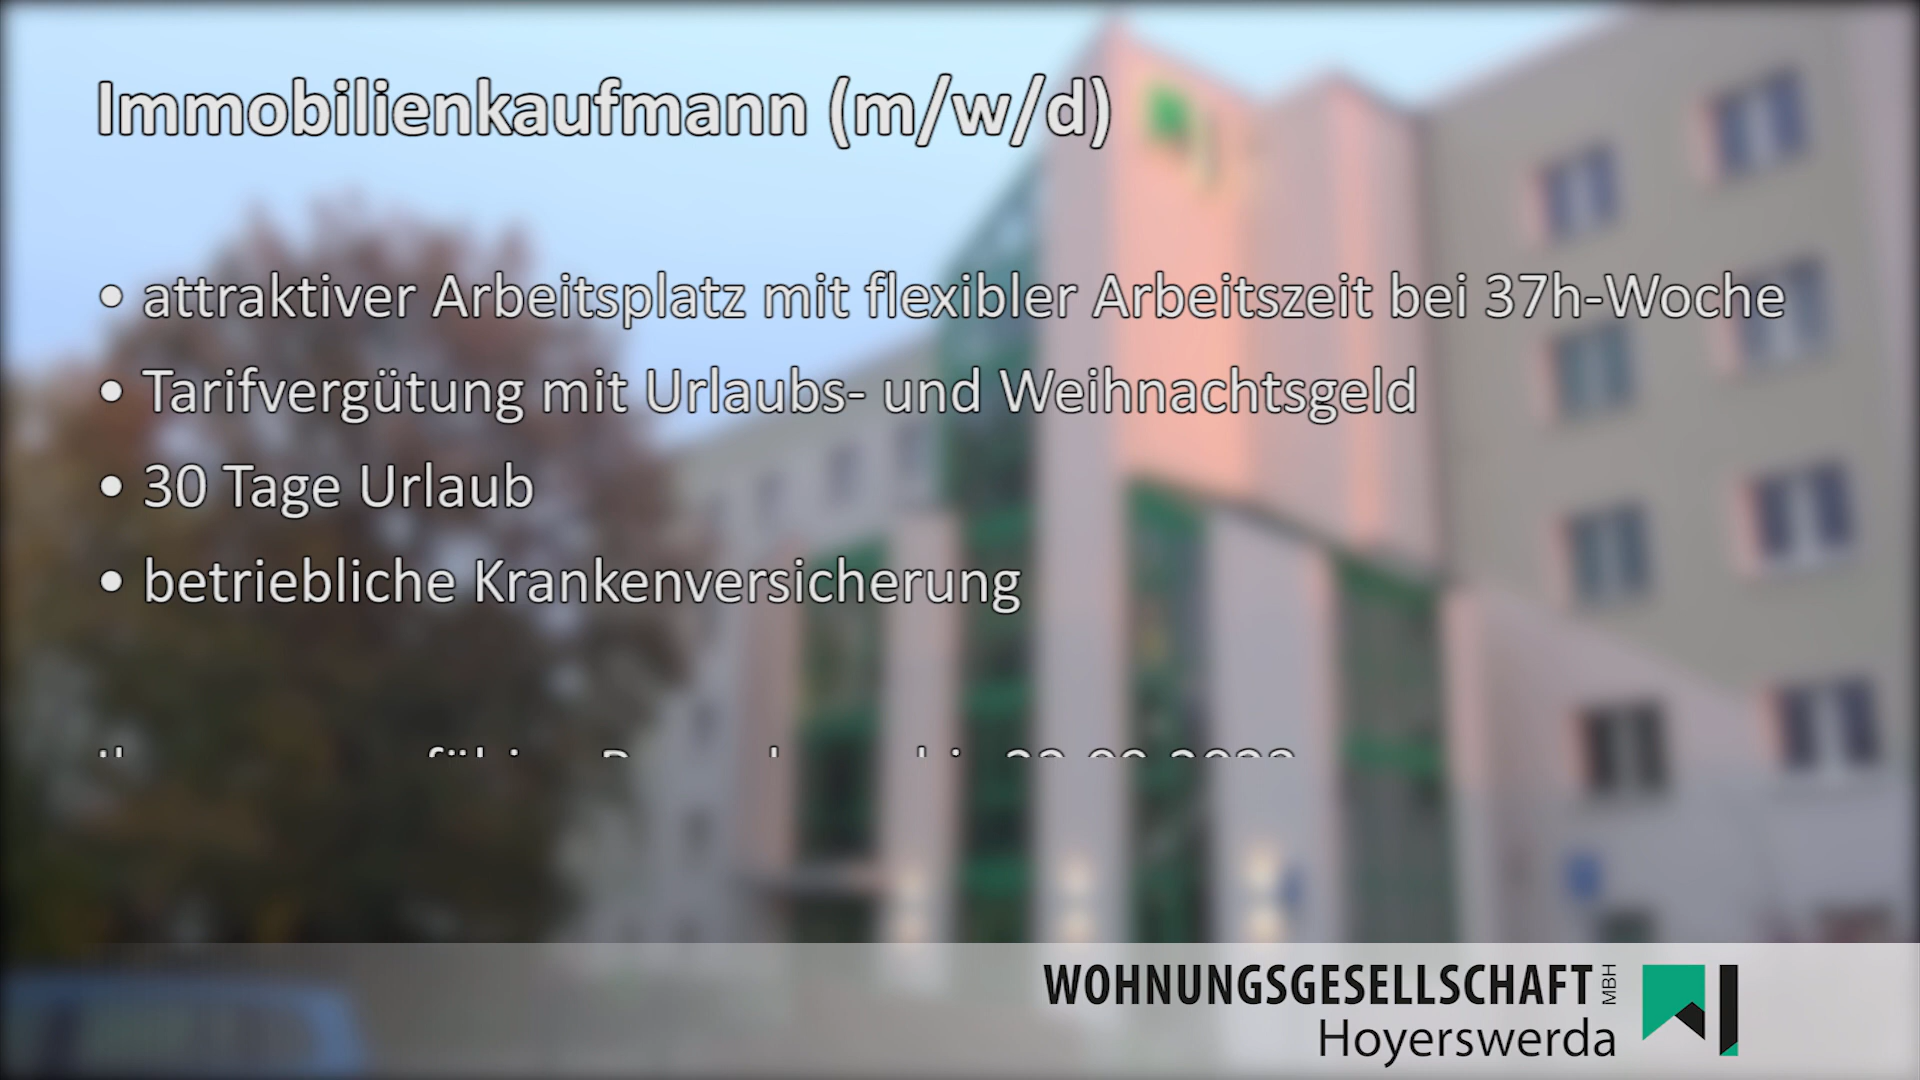 Immobilienkaufmann (m/w/d)
• attraktiver Arbeitsplatz mit flexibler Arbeitszeit bei 37h-Woche
• Tarifvergütung mit Urlaubs- und Weihnachtsgeld
• 30 Tage Urlaub
• betriebliche Krankenversicherung
WOHNUNGSGESELLSCHAFT MBH
Hoyerswerda